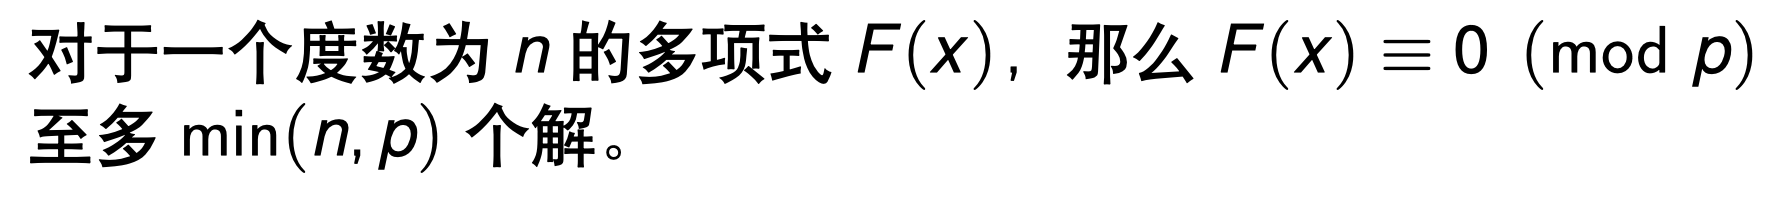 对于一个度数为 n 的多项式 F(x)，那么 F(x) ≡ 0 (mod p)
至多 min(n, p) 个解。